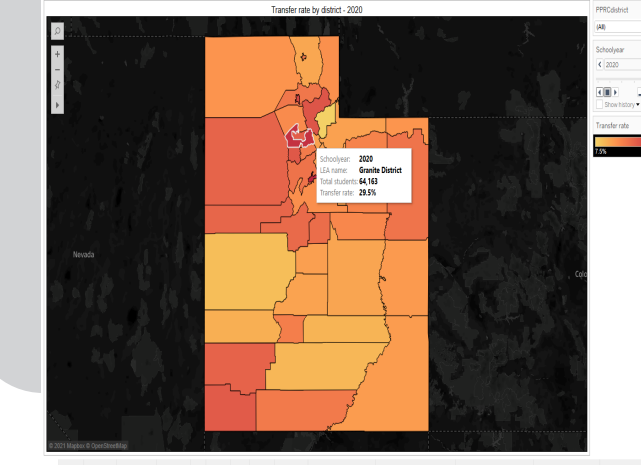 Transfer rate by district - 2020
PPRCdistrict
(All)
Schoolyear
2020
Show history
Transfer rate
7.5%
Schoolyear: 2020
LEA name: Granite District
Total students: 64,163
Transfer rate: 29.5%
Nevada
Colo
© 2021 Mapbox © OpenStreetMap